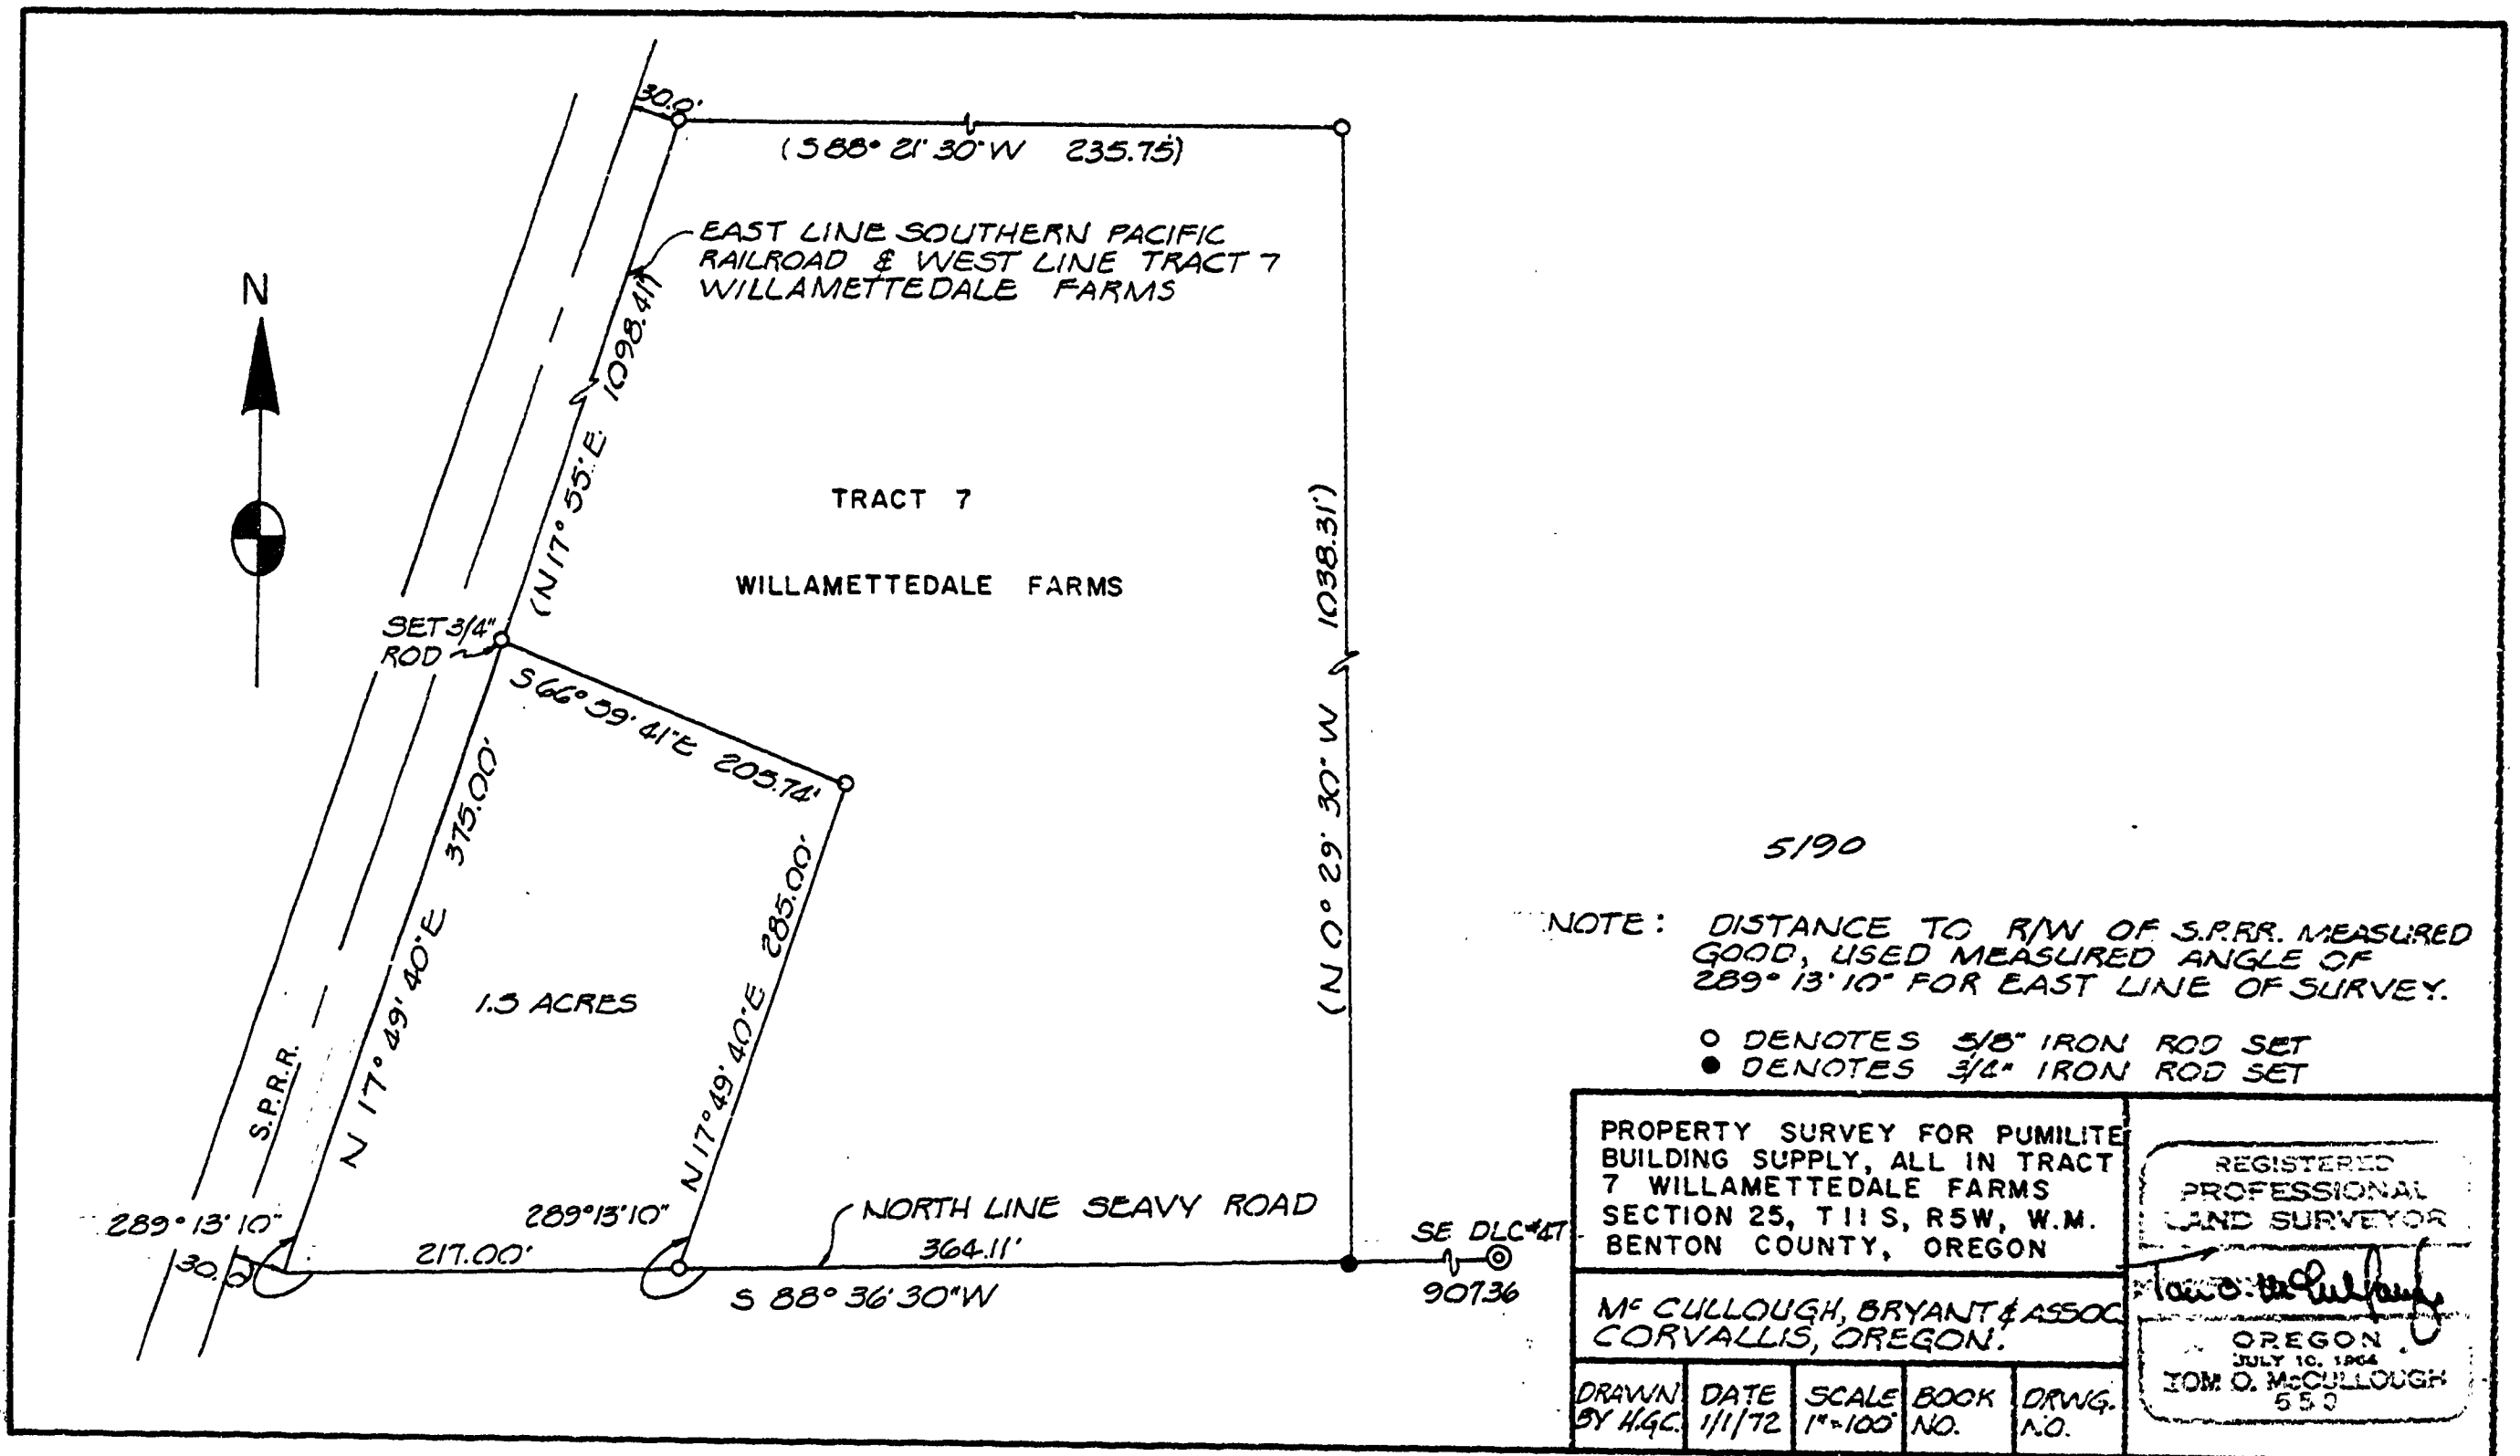 30.0'
(S 88° 21' 30" W 235.75)
EAST LINE SOUTHERN PACIFIC
RAILROAD & WEST LINE TRACT 7
WILLAMETTEDALE FARMS
N
(N 17° 55' E 1098.41')
TRACT 7
WILLAMETTEDALE FARMS
(N 0° 29' 30" W 1038.31')
SET 3/4"
ROD
S 66° 39' 41" E 205.74'
N 17° 49' 40" E 375.00'
N 17° 49' 40" E 285.00'
1.3 ACRES
S.P.R.R.
5190
NOTE: DISTANCE TO R/W OF S.P.RR. MEASURED
GOOD, USED MEASURED ANGLE OF
289° 13' 10" FOR EAST LINE OF SURVEY.
○ DENOTES 5/8" IRON ROD SET
● DENOTES 3/4" IRON ROD SET
289° 13' 10"
30.0'
217.00'
289° 13' 10"
NORTH LINE SEAVY ROAD
364.11'
S 88° 36' 30" W
SE DLC #47
907.36
PROPERTY SURVEY FOR PUMILITE
BUILDING SUPPLY, ALL IN TRACT
7 WILLAMETTEDALE FARMS
SECTION 25, T11S, R5W, W.M.
BENTON COUNTY, OREGON
Mc CULLOUGH, BRYANT & ASSOC
CORVALLIS, OREGON.
DRAWN
BY H.G.C.
DATE
1/1/72
SCALE
1"=100'
BOOK
NO.
DRWG.
NO.
REGISTERED
PROFESSIONAL
LAND SURVEYOR
OREGON
JULY 10, 1964
TOM O. McCULLOUGH